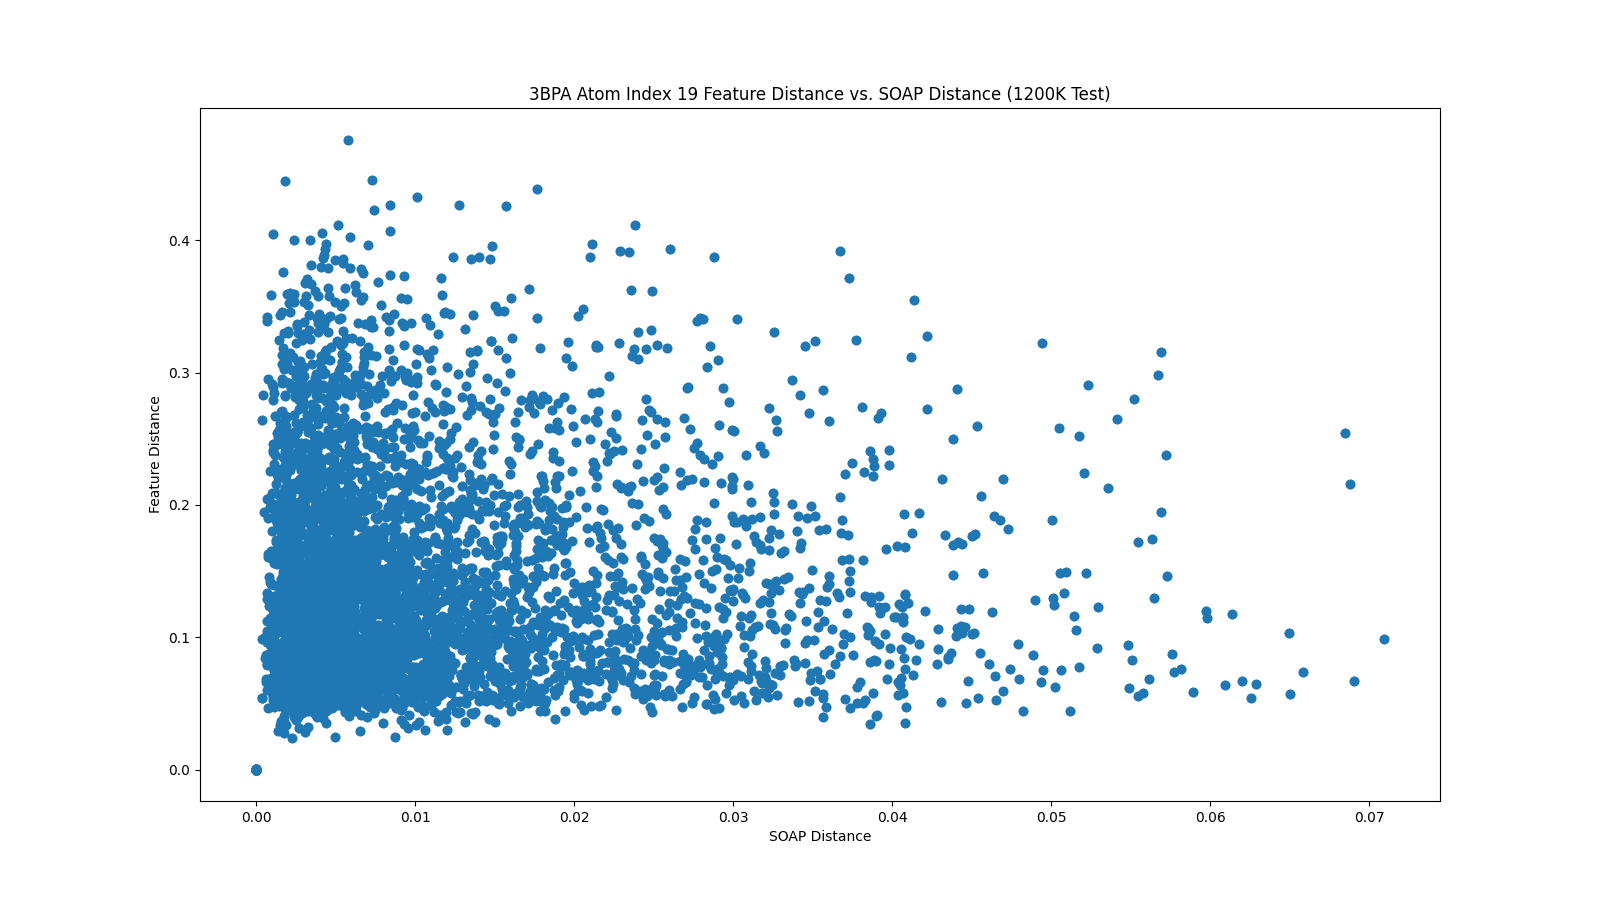 3BPA Atom Index 19 Feature Distance vs. SOAP Distance (1200K Test)
Feature Distance
0.4
0.3
0.2
0.1
0.0
0.00 0.01 0.02 0.03 0.04 0.05 0.06 0.07
SOAP Distance